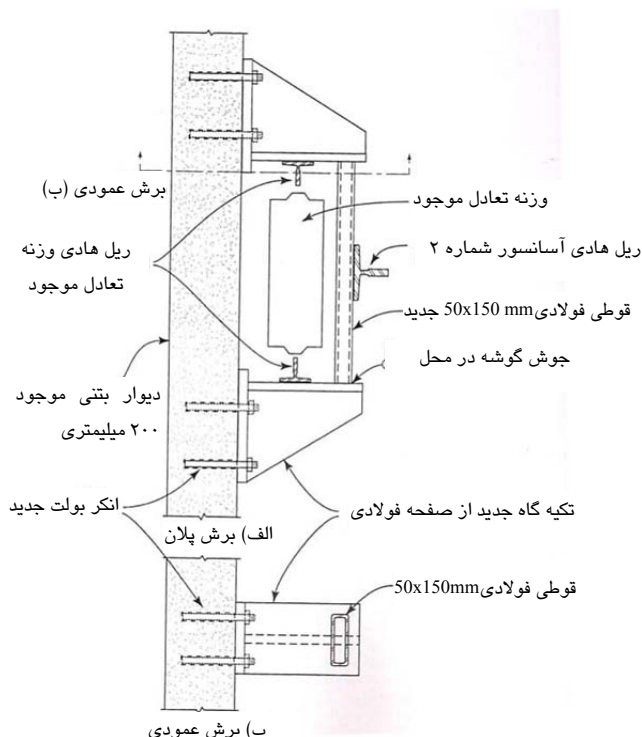 برش عمودی (ب)
وزنه تعادل موجود
ریل هادی وزنه
تعادل موجود
ریل هادی آسانسور شماره ۲
قوطی فولادی 50x150 mm جدید
جوش گوشه در محل
دیوار بتنی موجود
۲۰۰ میلیمتری
انکر بولت جدید
تکیه گاه جدید از صفحه فولادی
الف) برش پلان
قوطی فولادی 50x150mm
ب) برش عمودی